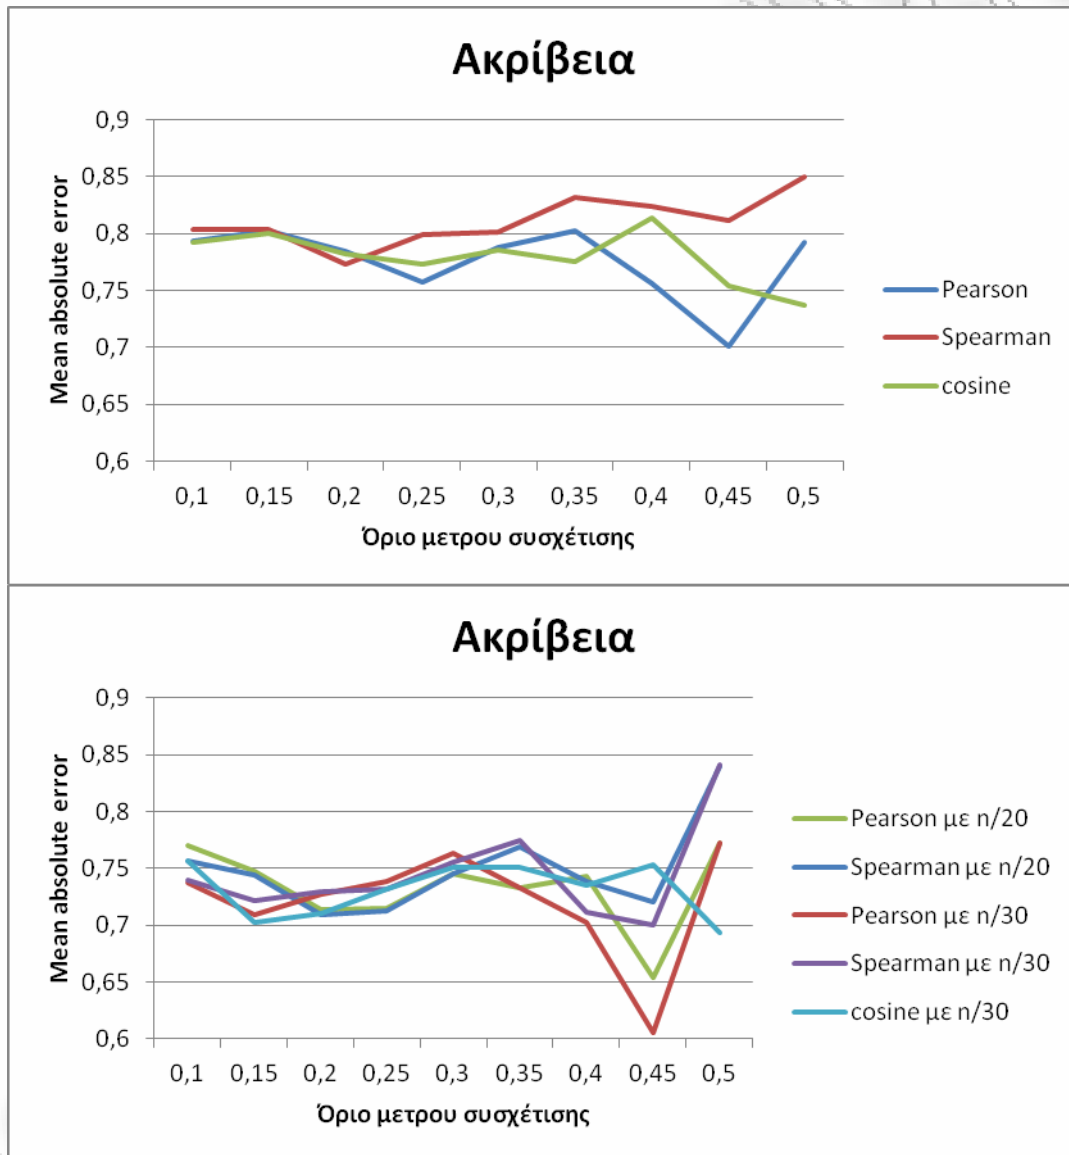 Ακρίβεια
0,9
0,85
0,8
0,75
0,7
0,65
0,6
Mean absolute error
0,1 0,15 0,2 0,25 0,3 0,35 0,4 0,45 0,5
Όριο μετρου συσχέτισης
Pearson
Spearman
cosine
Ακρίβεια
0,9
0,85
0,8
0,75
0,7
0,65
0,6
Mean absolute error
0,1 0,15 0,2 0,25 0,3 0,35 0,4 0,45 0,5
Όριο μετρου συσχέτισης
Pearson με n/20
Spearman με n/20
Pearson με n/30
Spearman με n/30
cosine με n/30